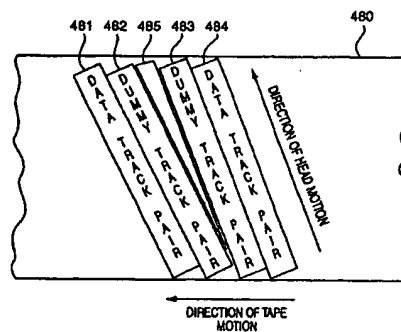 481 482 485 483 484 480
DATA TRACK PAIR
DUMMY TRACK PAIR
DUMMY TRACK PAIR
DATA TRACK PAIR
DIRECTION OF HEAD MOTION
DIRECTION OF TAPE
MOTION